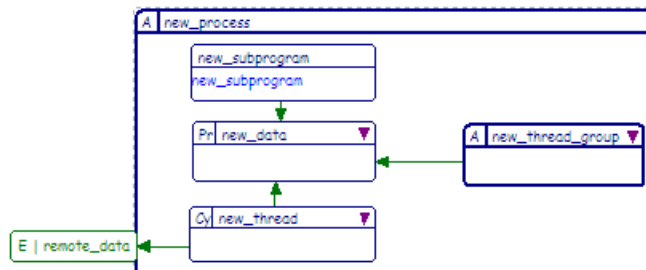 A new_process
new_subprogram
new_subprogram
Pr new_data
A new_thread_group
Cy new_thread
E | remote_data